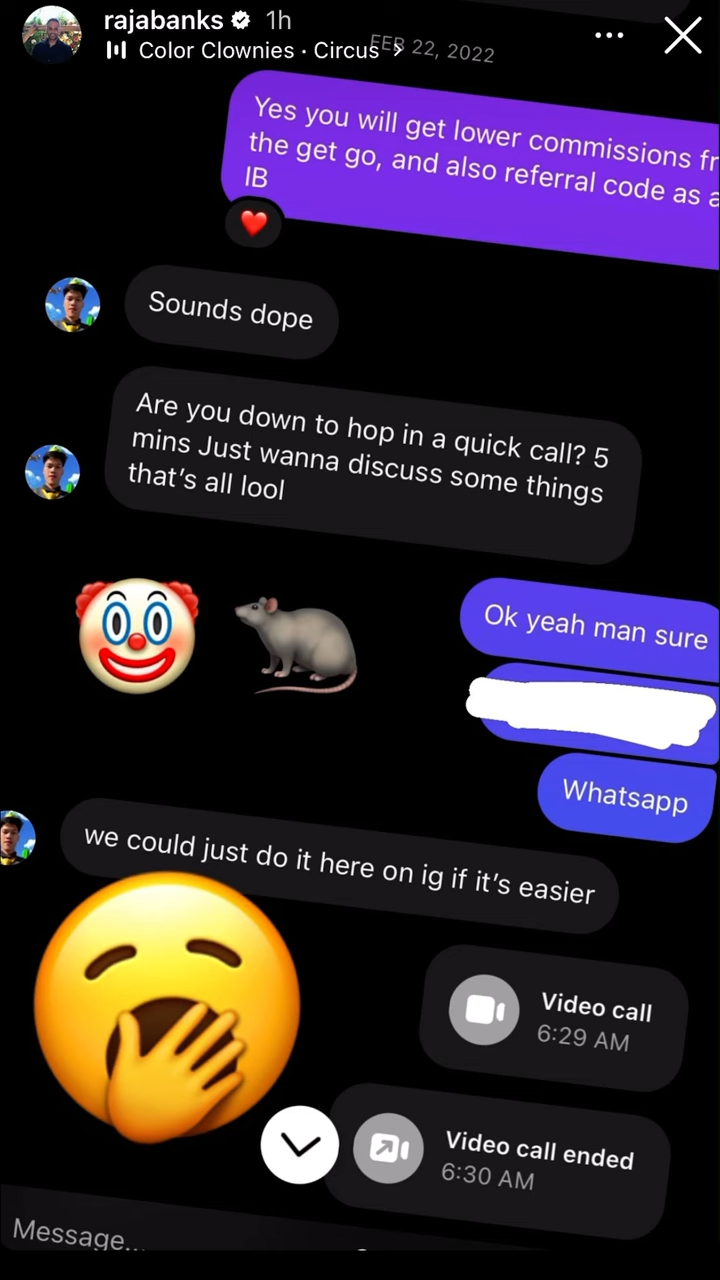 rajabanks 1h
Color Clownies · Circus >
FEB 22, 2022
Yes you will get lower commissions
the get go, and also referral code as
IB
Sounds dope
Are you down to hop in a quick call? 5
mins Just wanna discuss some things
that's all lool
Ok yeah man sure
Whatsapp
we could just do it here on ig if it's easier
Video call
6:29 AM
Video call ended
6:30 AM
Message...